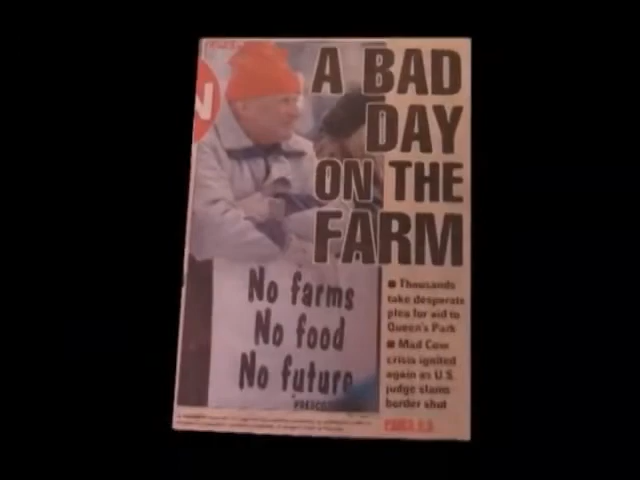 A BAD
DAY
ON THE
FARM
No farms
No food
No future
■ Thousands
take desperate
plea for aid to
Queen's Park
■ Mad Cow
crisis ignited
again as U.S.
judge slams
border shut